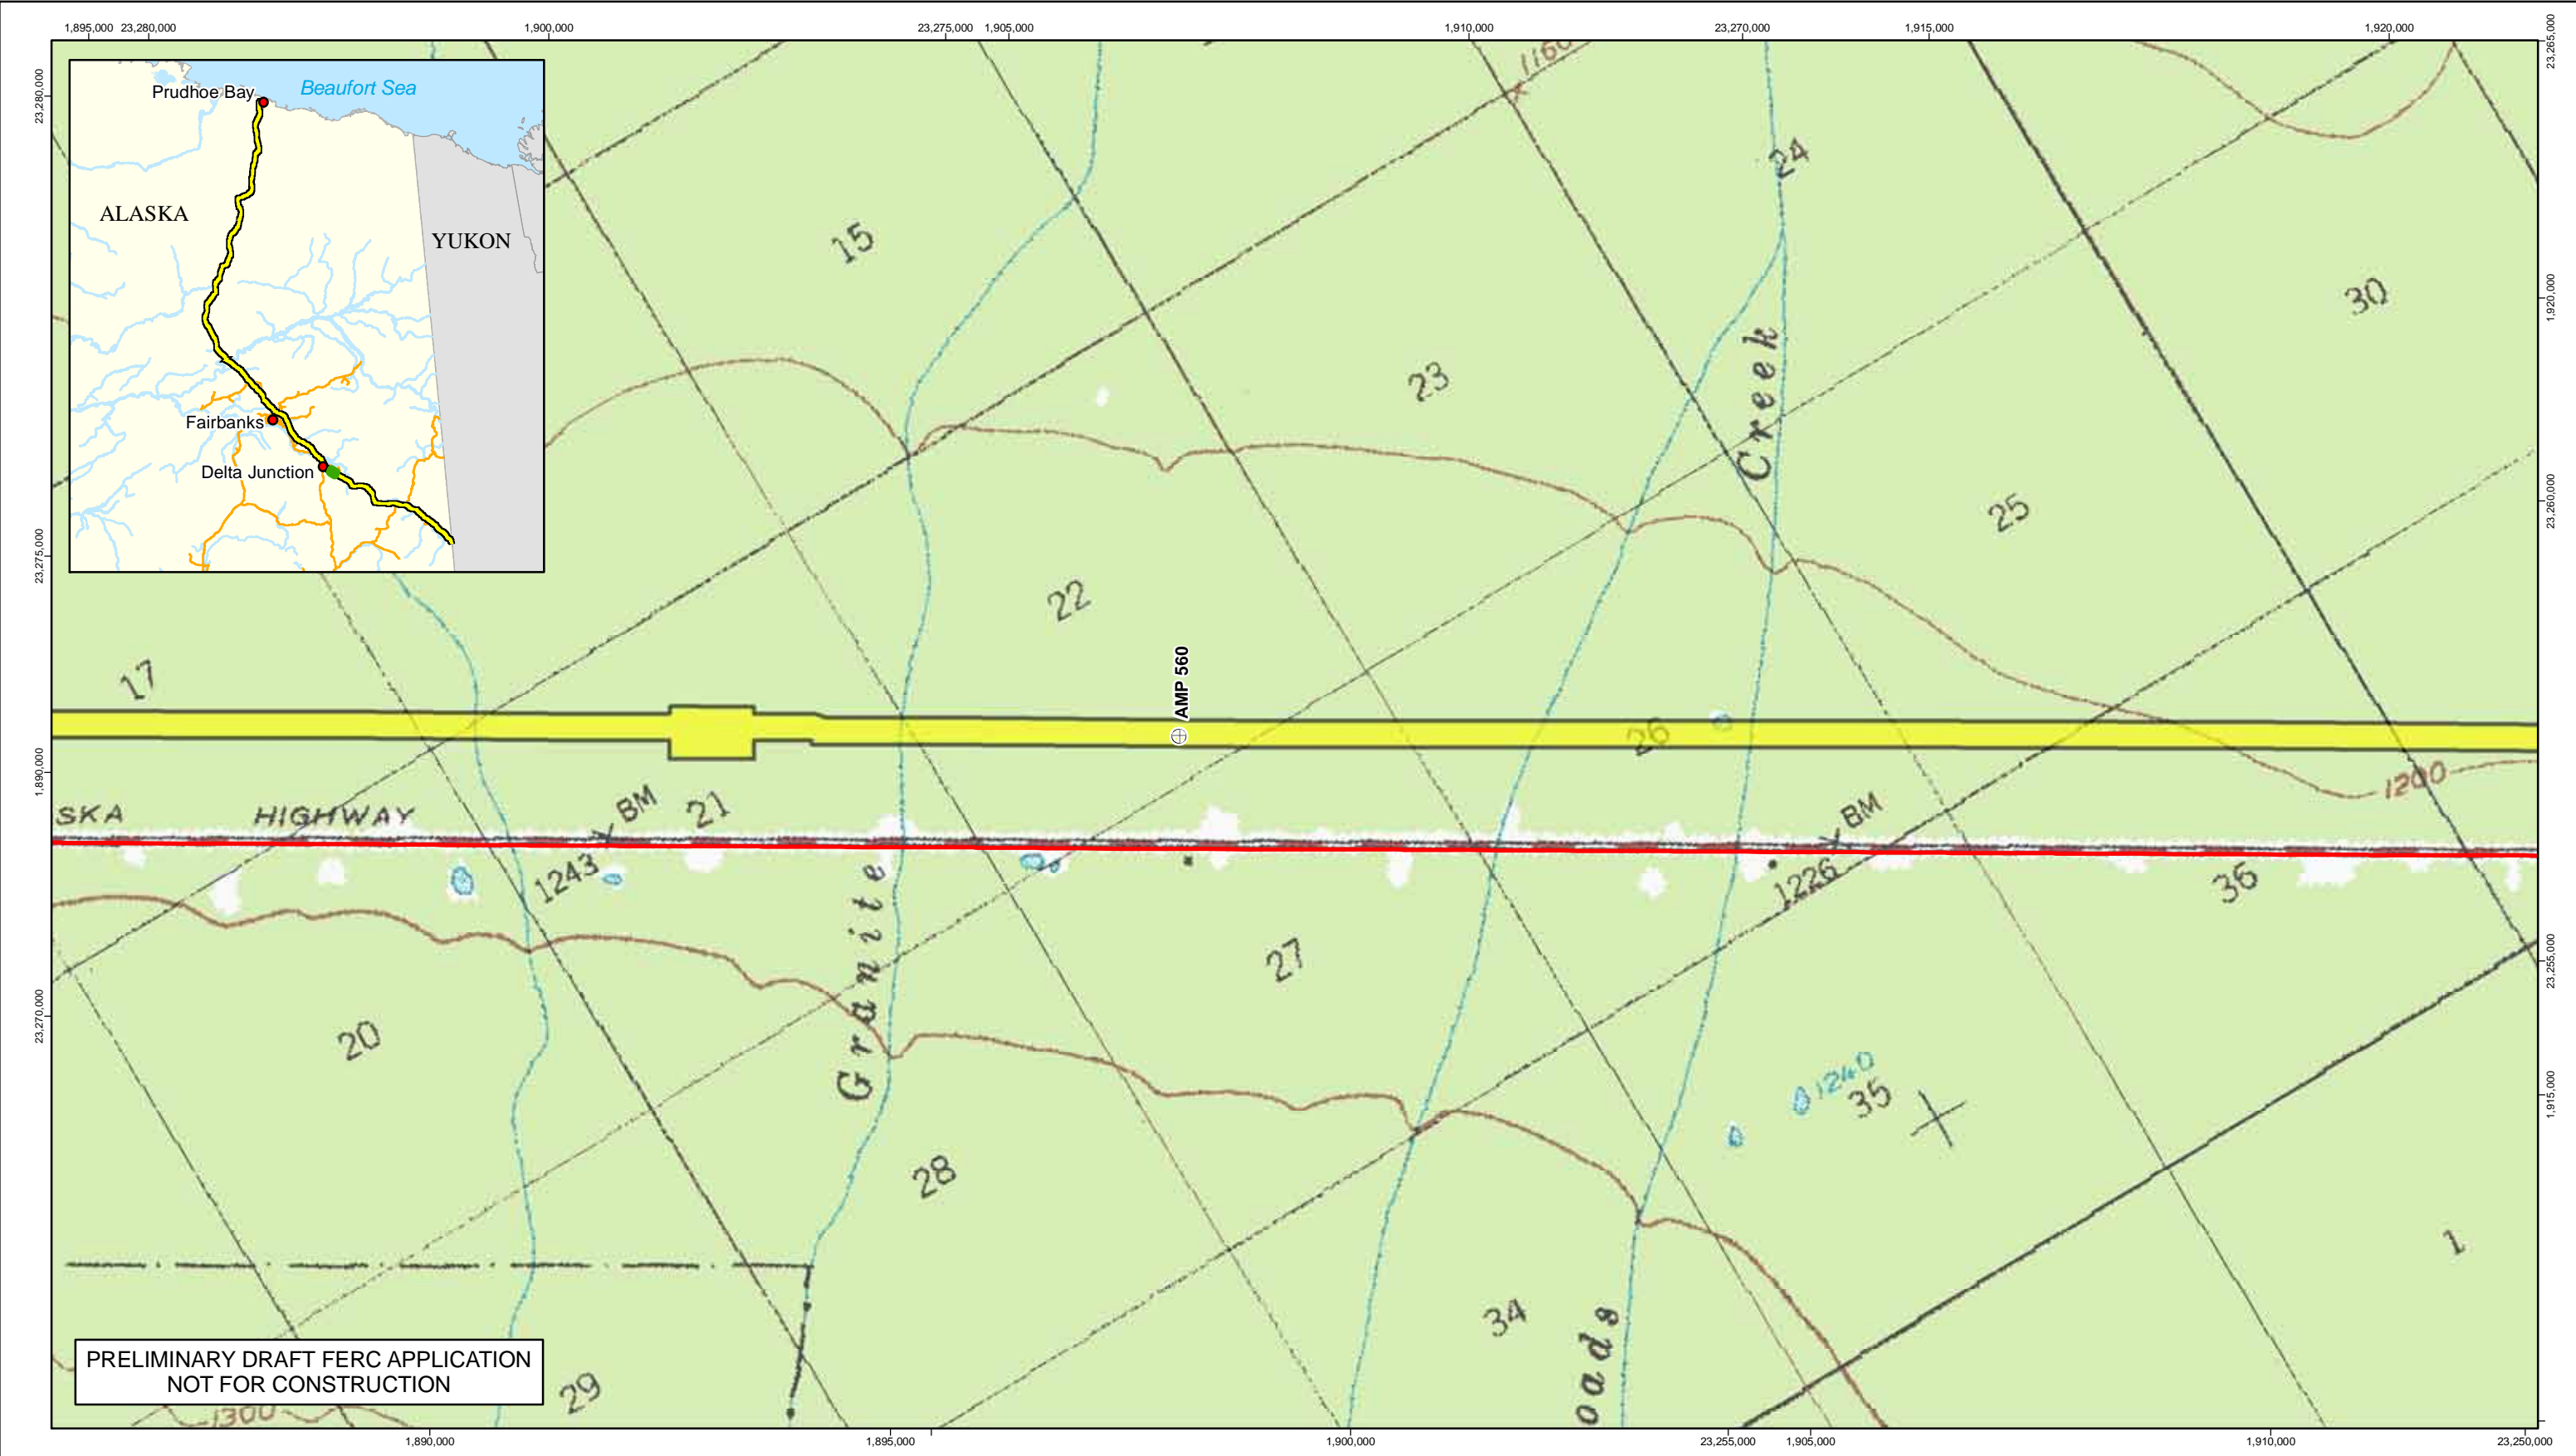 1,895,000 23,280,000 1,900,000 23,275,000 1,905,000 1,910,000 23,270,000 1,915,000 1,920,000
23,265,000
23,280,000
1,920,000
23,275,000
23,260,000
1,890,000
23,255,000
23,270,000
1,915,000
Prudhoe Bay
Beaufort Sea
ALASKA
YUKON
Fairbanks
Delta Junction
1160
24
15
30
23
Creek
25
22
17
AMP 560
26
1200
SKA HIGHWAY
BM
21
BM
1243
1226
36
Granite
27
20
1240
35
28
1
34
oads
29
1300
PRELIMINARY DRAFT FERC APPLICATION
NOT FOR CONSTRUCTION
1,890,000 1,895,000 1,900,000 23,255,000 1,905,000 1,910,000 23,250,000